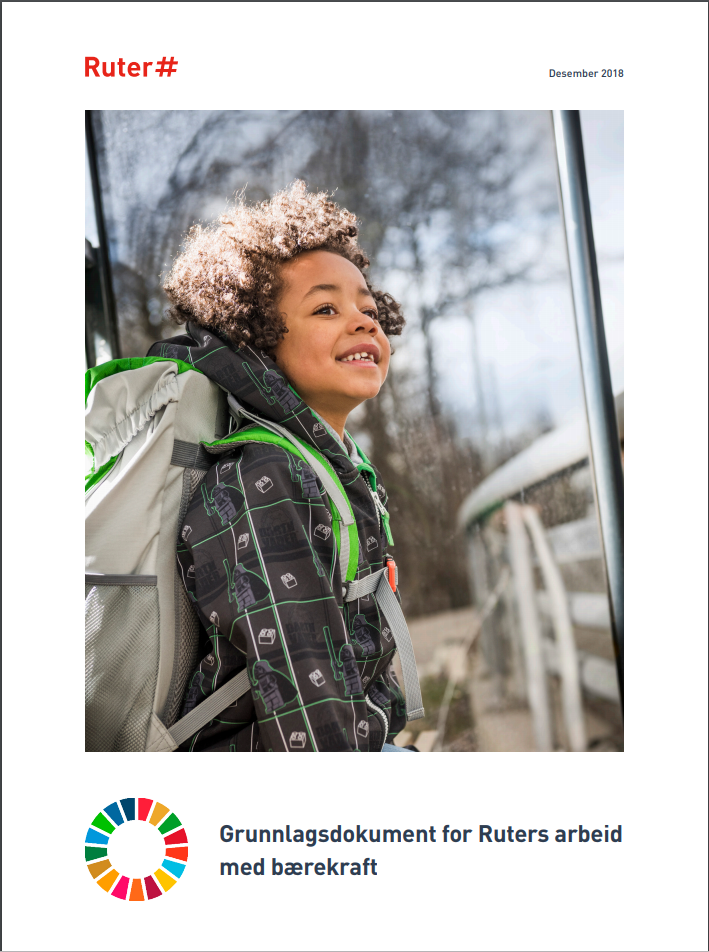 Ruter#
Desember 2018
Grunnlagsdokument for Ruters arbeid
med bærekraft